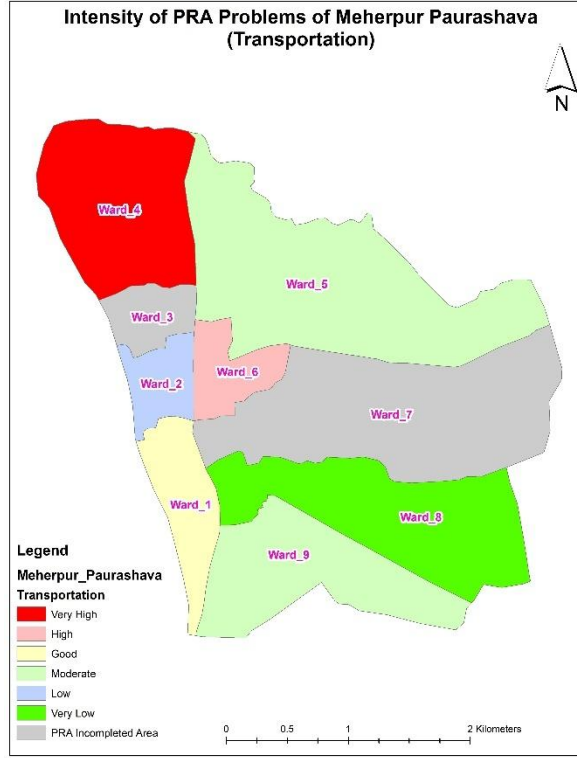 Intensity of PRA Problems of Meherpur Paurashava
(Transportation)
N
Ward_4
Ward_5
Ward_3
Ward_2
Ward_6
Ward_7
Ward_1
Ward_8
Ward_9
Legend
Meherpur_Paurashava
Transportation
Very High
High
Good
Moderate
Low
Very Low
PRA Incompleted Area
0 0.5 1 2 Kilometers